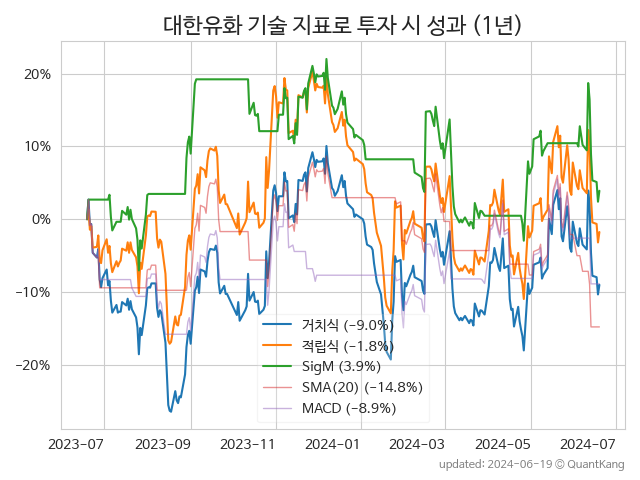 대한유화 기술 지표로 투자 시 성과 (1년)
20%
10%
0%
−10%
−20%
거치식 (−9.0%)
적립식 (−1.8%)
SigM (3.9%)
SMA(20) (−14.8%)
MACD (−8.9%)
2023−07 2023−09 2023−11 2024−01 2024−03 2024−05 2024−07
updated: 2024−06−19 ⓒ QuantKang